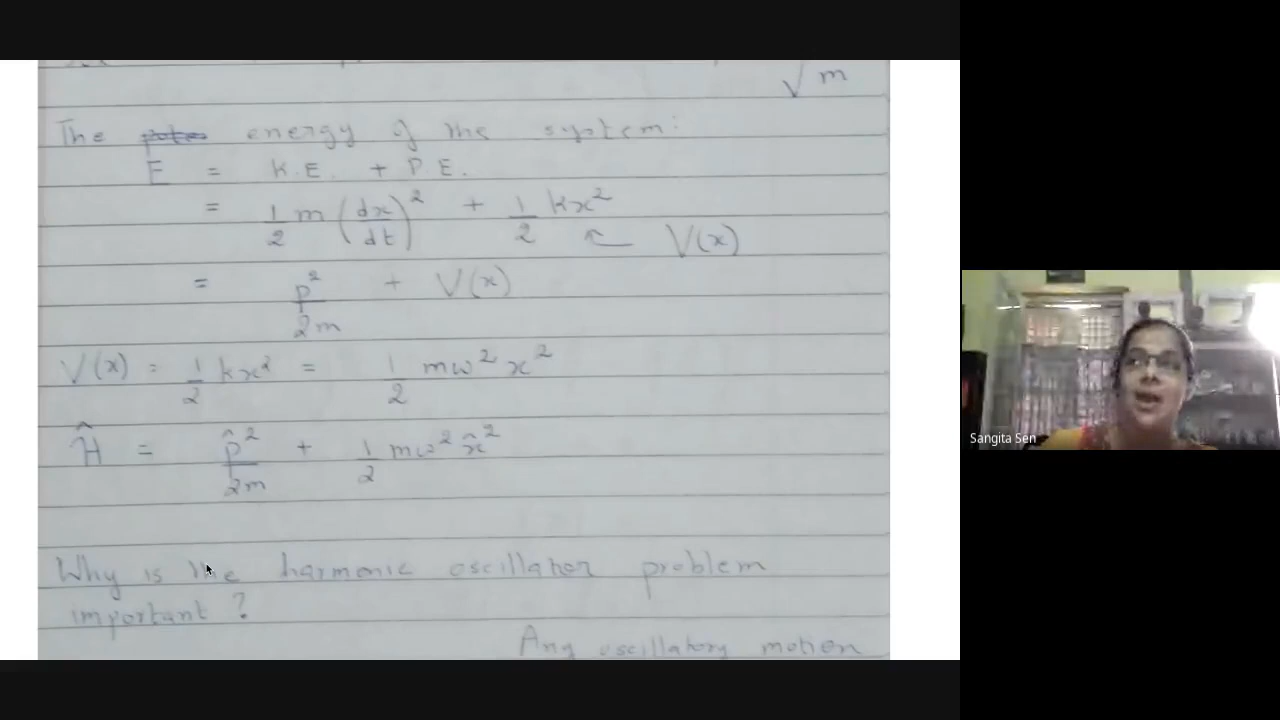 √m
The energy of the system:
E = K.E. + P.E.
= 1/2 m (dx/dt)² + 1/2 kx² ← V(x)
= p²/2m + V(x)
V(x) = 1/2 kx² = 1/2 mω²x²
Ĥ = p̂²/2m + 1/2 mω²x̂²
Why is the harmonic oscillator problem
important?
Any oscillatory motion
Sangita Sen